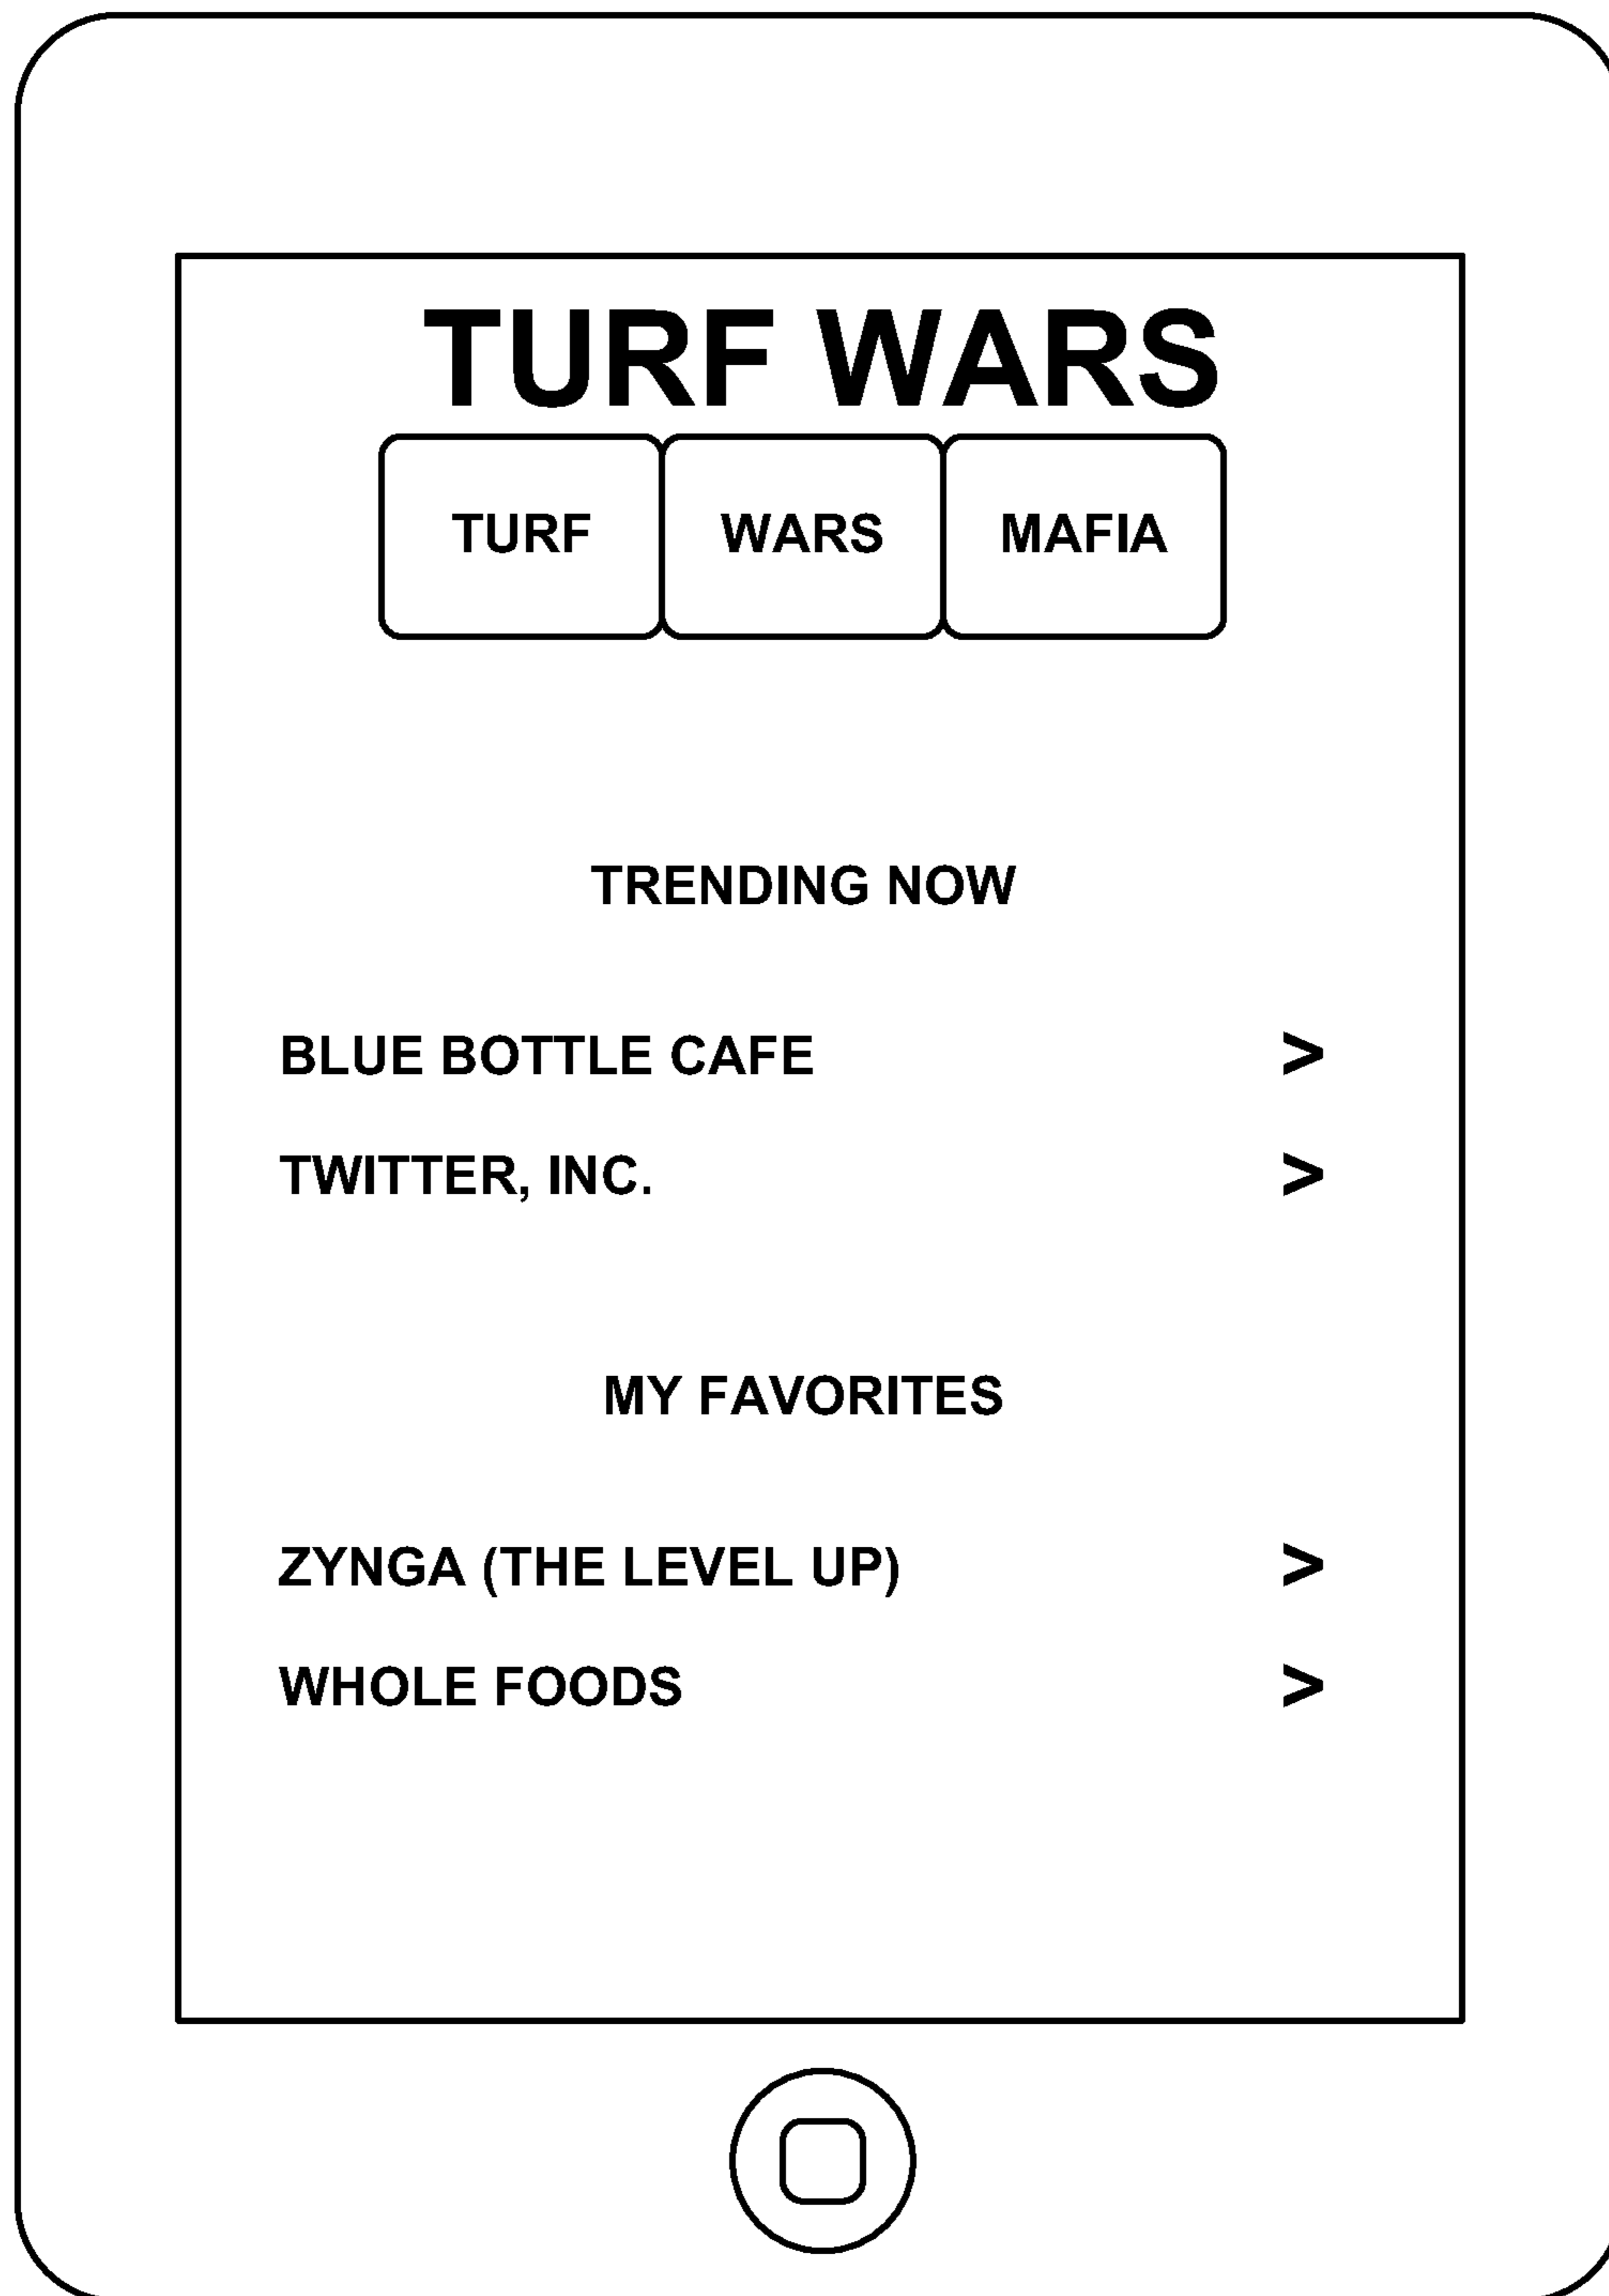 TURF WARS
TURF WARS MAFIA
TRENDING NOW
BLUE BOTTLE CAFE >
TWITTER, INC. >
MY FAVORITES
ZYNGA (THE LEVEL UP) >
WHOLE FOODS >